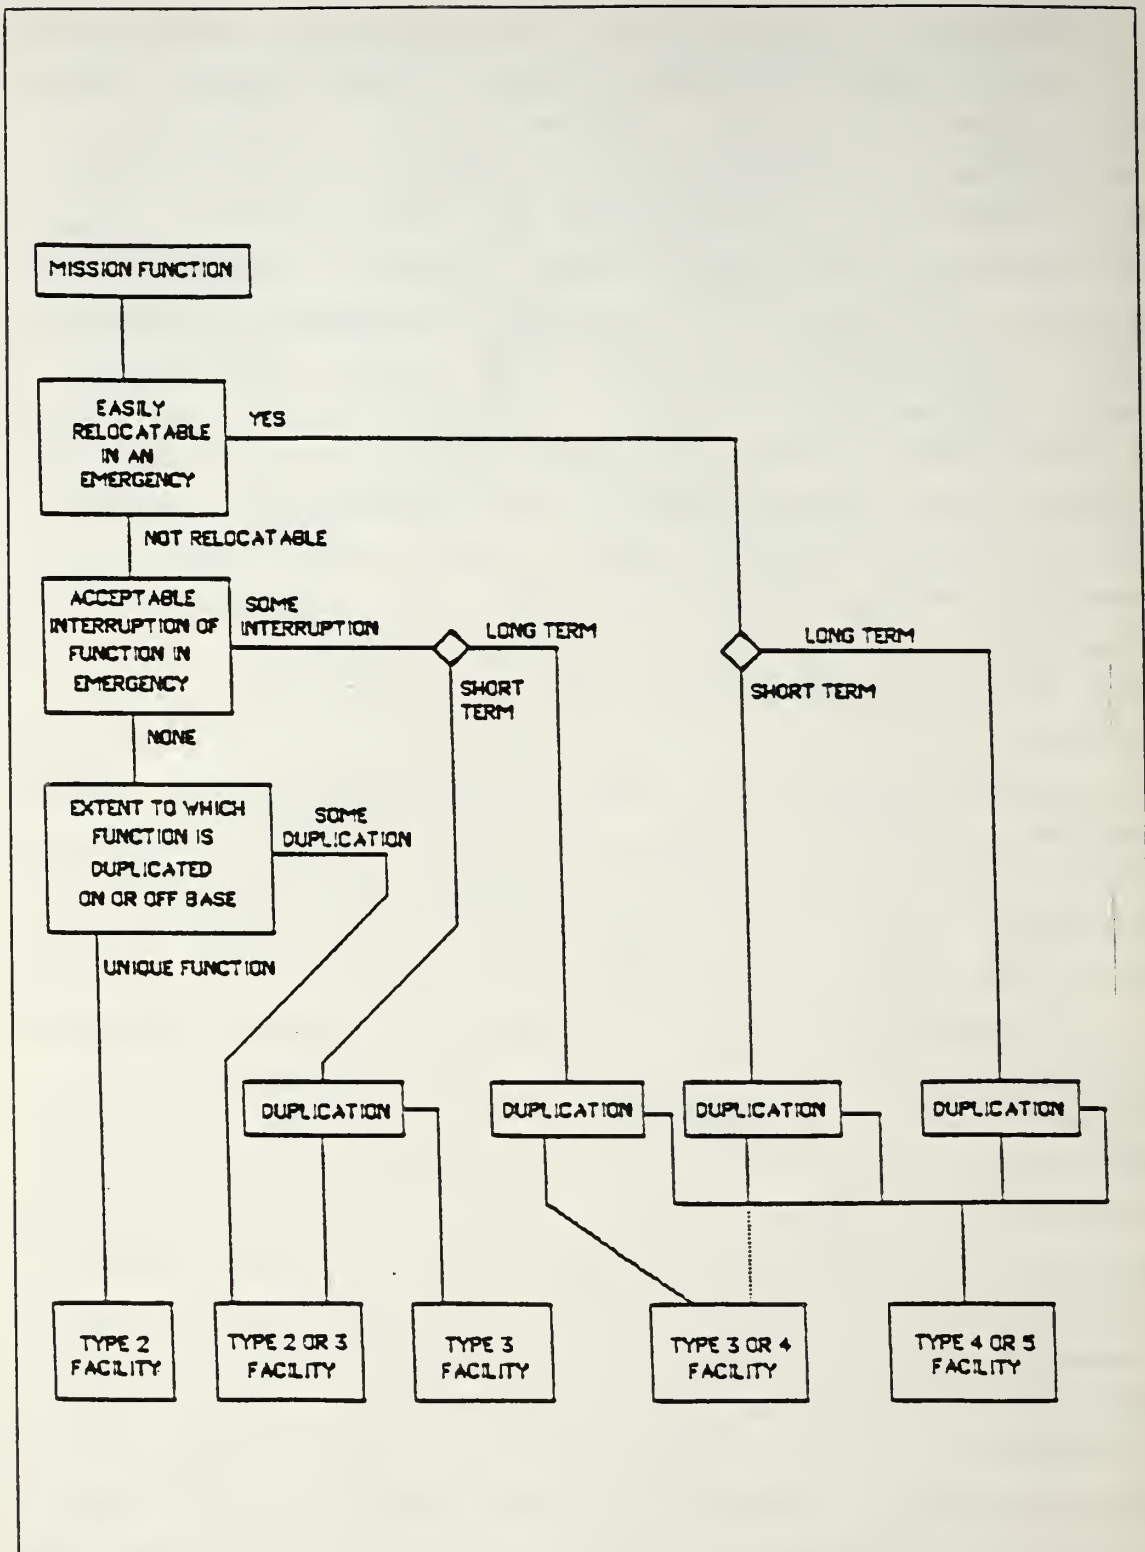 MISSION FUNCTION
EASILY
RELOCATABLE
IN AN
EMERGENCY
YES
NOT RELOCATABLE
ACCEPTABLE
INTERRUPTION OF
FUNCTION IN
EMERGENCY
SOME
INTERRUPTION
LONG TERM
SHORT
TERM
LONG TERM
SHORT TERM
NONE
EXTENT TO WHICH
FUNCTION IS
DUPLICATED
ON OR OFF BASE
SOME
DUPLICATION
UNIQUE FUNCTION
DUPLICATION
DUPLICATION
DUPLICATION
DUPLICATION
TYPE 2
FACILITY
TYPE 2 OR 3
FACILITY
TYPE 3
FACILITY
TYPE 3 OR 4
FACILITY
TYPE 4 OR 5
FACILITY